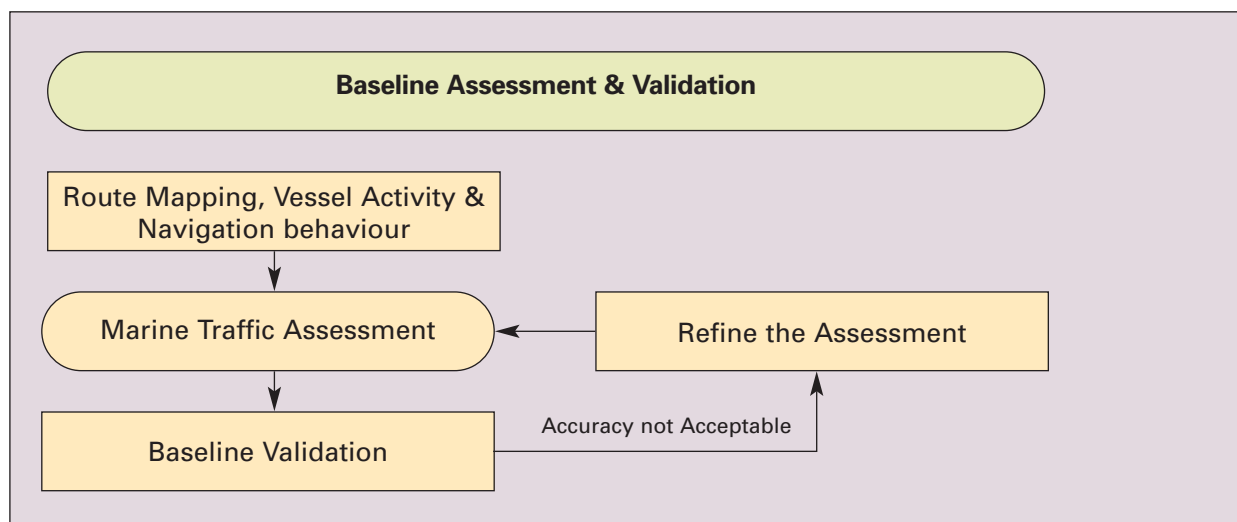 Baseline Assessment & Validation
Route Mapping, Vessel Activity &
Navigation behaviour
Marine Traffic Assessment
Refine the Assessment
Accuracy not Acceptable
Baseline Validation